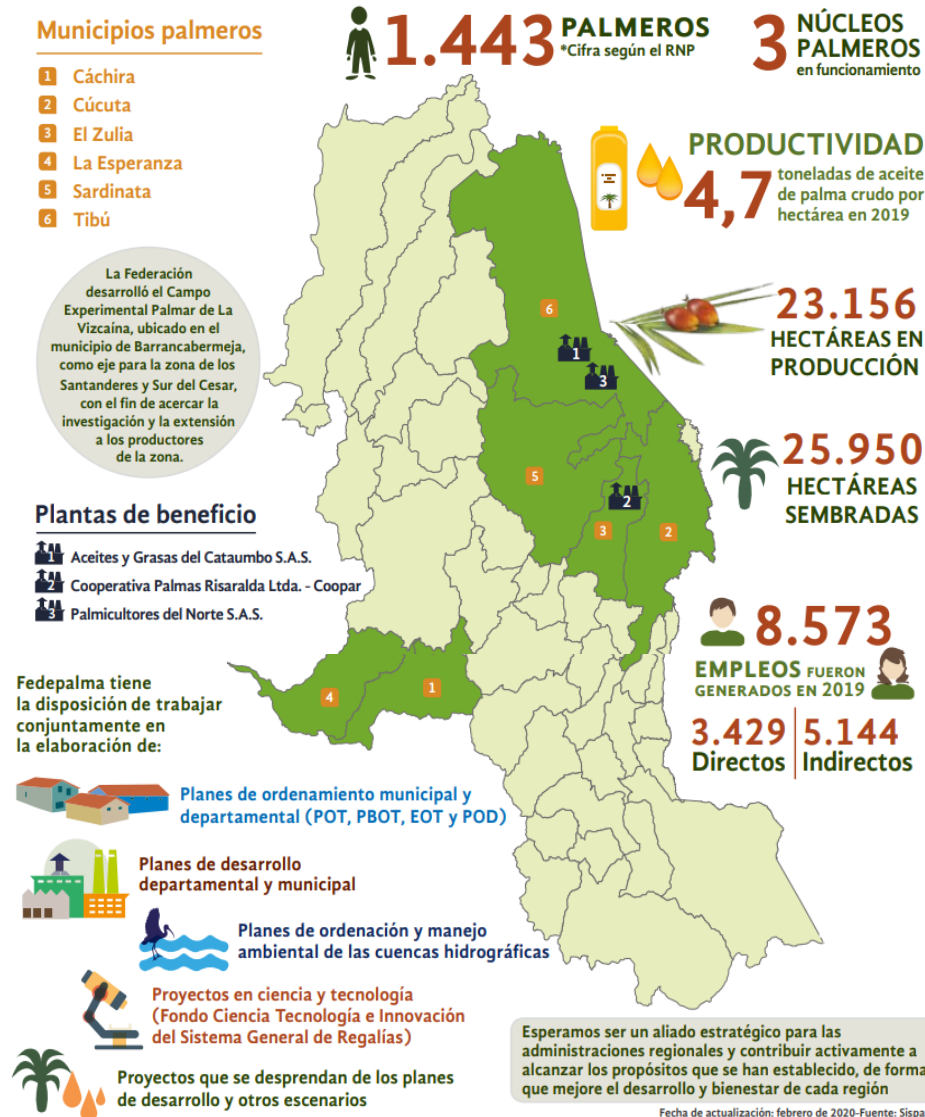 Municipios palmeros
1 Cáchira
2 Cúcuta
3 El Zulia
4 La Esperanza
5 Sardinata
6 Tibú
1.443 PALMEROS
*Cifra según el RNP
3 NÚCLEOS
PALMEROS
en funcionamiento
PRODUCTIVIDAD
4,7 toneladas de aceite
de palma crudo por
hectárea en 2019
La Federación
desarrolló el Campo
Experimental Palmar de La
Vizcaína, ubicado en el
municipio de Barrancabermeja,
como eje para la zona de los
Santanderes y Sur del Cesar,
con el fin de acercar la
investigación y la extensión
a los productores
de la zona.
23.156
HECTÁREAS EN
PRODUCCIÓN
25.950
HECTÁREAS
SEMBRADAS
6
1
3
5
2
3
2
4
1
Plantas de beneficio
1 Aceites y Grasas del Cataumbo S.A.S.
2 Cooperativa Palmas Risaralda Ltda. - Coopar
3 Palmicultores del Norte S.A.S.
8.573
EMPLEOS FUERON
GENERADOS EN 2019
3.429 5.144
Directos Indirectos
Fedepalma tiene
la disposición de trabajar
conjuntamente en
la elaboración de:
Planes de ordenamiento municipal y
departamental (POT, PBOT, EOT y POD)
Planes de desarrollo
departamental y municipal
Planes de ordenación y manejo
ambiental de las cuencas hidrográficas
Proyectos en ciencia y tecnología
(Fondo Ciencia Tecnología e Innovación
del Sistema General de Regalías)
Proyectos que se desprendan de los planes
de desarrollo y otros escenarios
Esperamos ser un aliado estratégico para las
administraciones regionales y contribuir activamente a
alcanzar los propósitos que se han establecido, de forma
que mejore el desarrollo y bienestar de cada región
Fecha de actualización: febrero de 2020-Fuente: Sispa